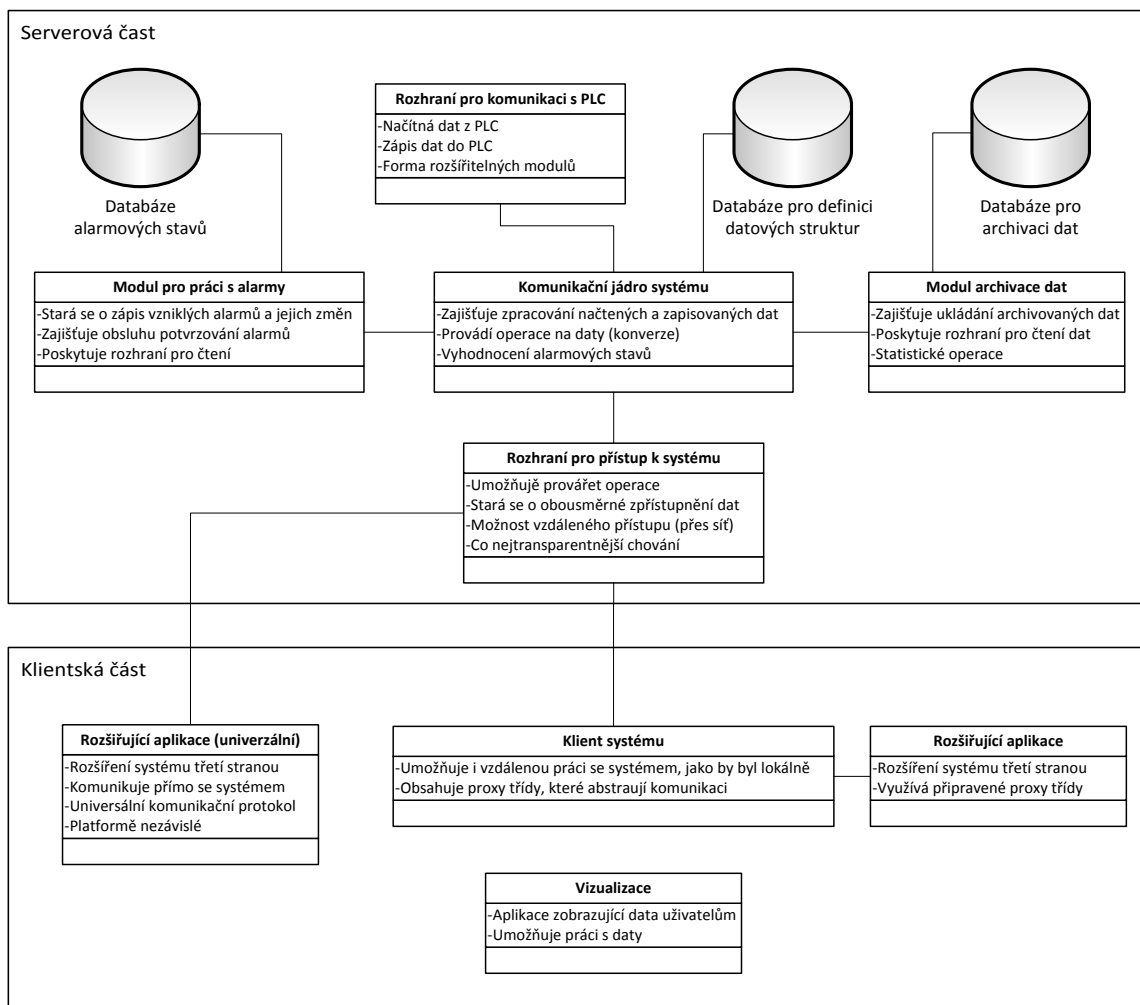 Serverová část
Rozhraní pro komunikaci s PLC
-Načítná dat z PLC
-Zápis dat do PLC
-Forma rozšířitelných modulů
Databáze
alarmových stavů
Databáze pro definici
datových struktur
Databáze pro
archivaci dat
Modul pro práci s alarmy
-Stará se o zápis vzniklých alarmů a jejich změn
-Zajišťuje obsluhu potvrzování alarmů
-Poskytuje rozhraní pro čtení
Komunikační jádro systému
-Zajišťuje zpracování načtených a zapisovaných dat
-Provádí operace na daty (konverze)
-Vyhodnocení alarmových stavů
Modul archivace dat
-Zajišťuje ukládání archivovaných dat
-Poskytuje rozhraní pro čtení dat
-Statistické operace
Rozhraní pro přístup k systému
-Umožňujě provářet operace
-Stará se o obousměrné zpřístupnění dat
-Možnost vzdáleného přístupu (přes síť)
-Co nejtransparentnější chování
Klientská část
Rozšiřující aplikace (univerzální)
-Rozšíření systému třetí stranou
-Komunikuje přímo se systémem
-Universální komunikační protokol
-Platformě nezávislé
Klient systému
-Umožňuje i vzdálenou práci se systémem, jako by byl lokálně
-Obsahuje proxy třídy, které abstraují komunikaci
Rozšiřující aplikace
-Rozšíření systému třetí stranou
-Využívá připravené proxy třídy
Vizualizace
-Aplikace zobrazující data uživatelům
-Umožňuje práci s daty